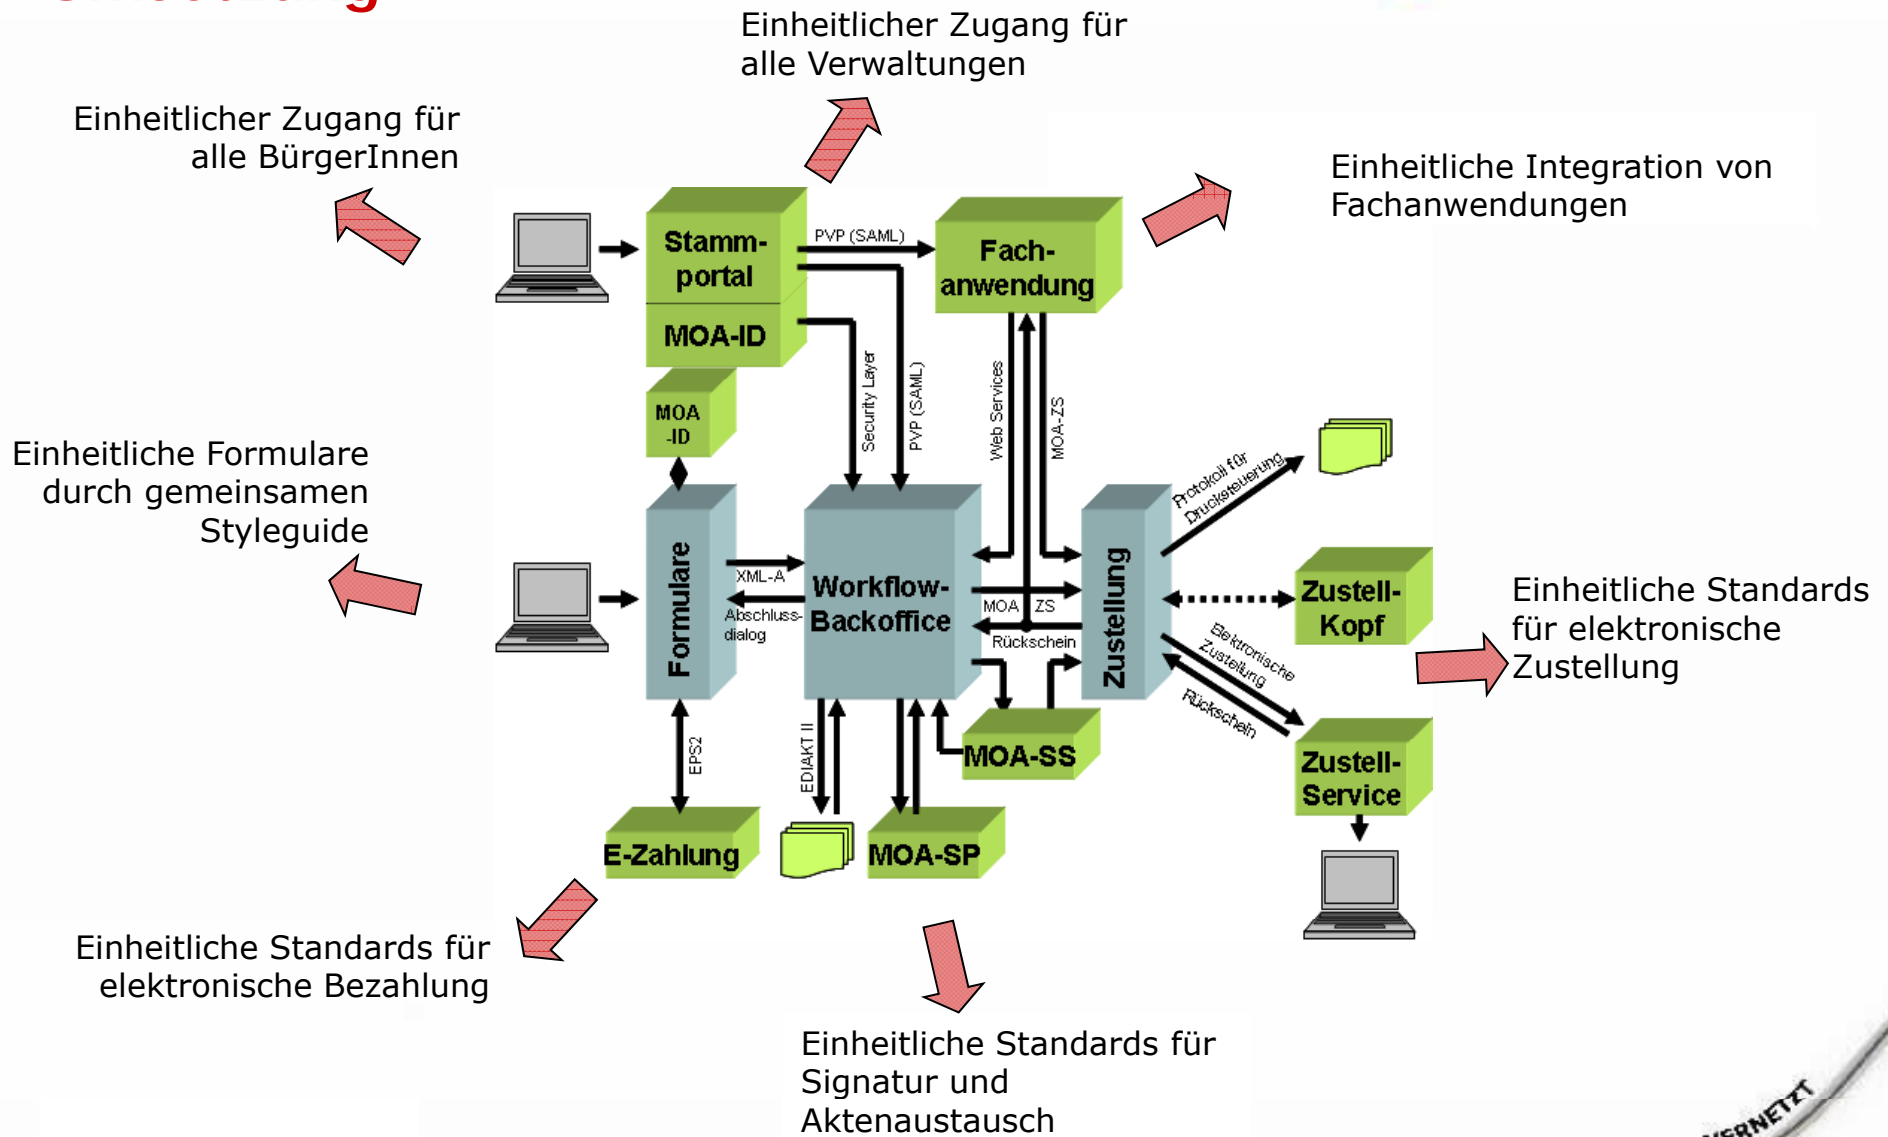 Einheitlicher Zugang für
alle Verwaltungen
Einheitlicher Zugang für
alle BürgerInnen
Einheitliche Integration von
Fachanwendungen
Stamm-
portal
PVP (SAML)
Fach-
anwendung
MOA-ID
Security Layer
PVP (SAML)
Web Services
MOA-ZS
MOA
-ID
Einheitliche Formulare
durch gemeinsamen
Styleguide
Protokoll für
Drucksteuerung
Formulare
XML-A
Abschluss-
dialog
Workflow-
Backoffice
MOA ZS
Rückschein
Zustellung
Zustell-
Kopf
Einheitliche Standards
für elektronische
Zustellung
Elektronische
Zustellung
Rückschein
EPS2
EDIAKT II
MOA-SS
Zustell-
Service
E-Zahlung
MOA-SP
Einheitliche Standards für
elektronische Bezahlung
Einheitliche Standards für
Signatur und
Aktenaustausch